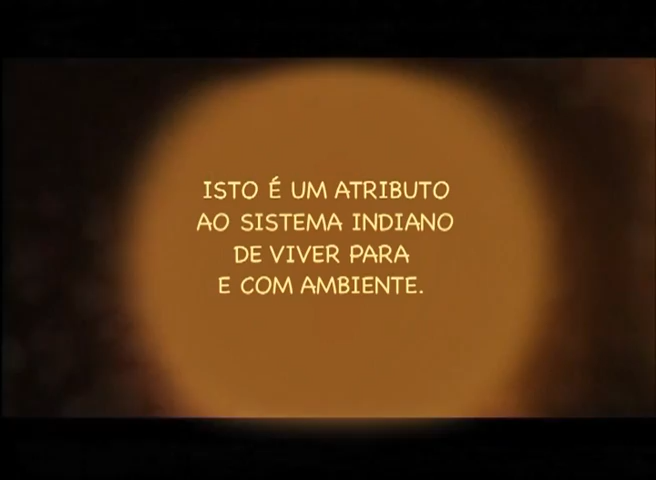 ISTO É UM ATRIBUTO
AO SISTEMA INDIANO
DE VIVER PARA
E COM AMBIENTE.